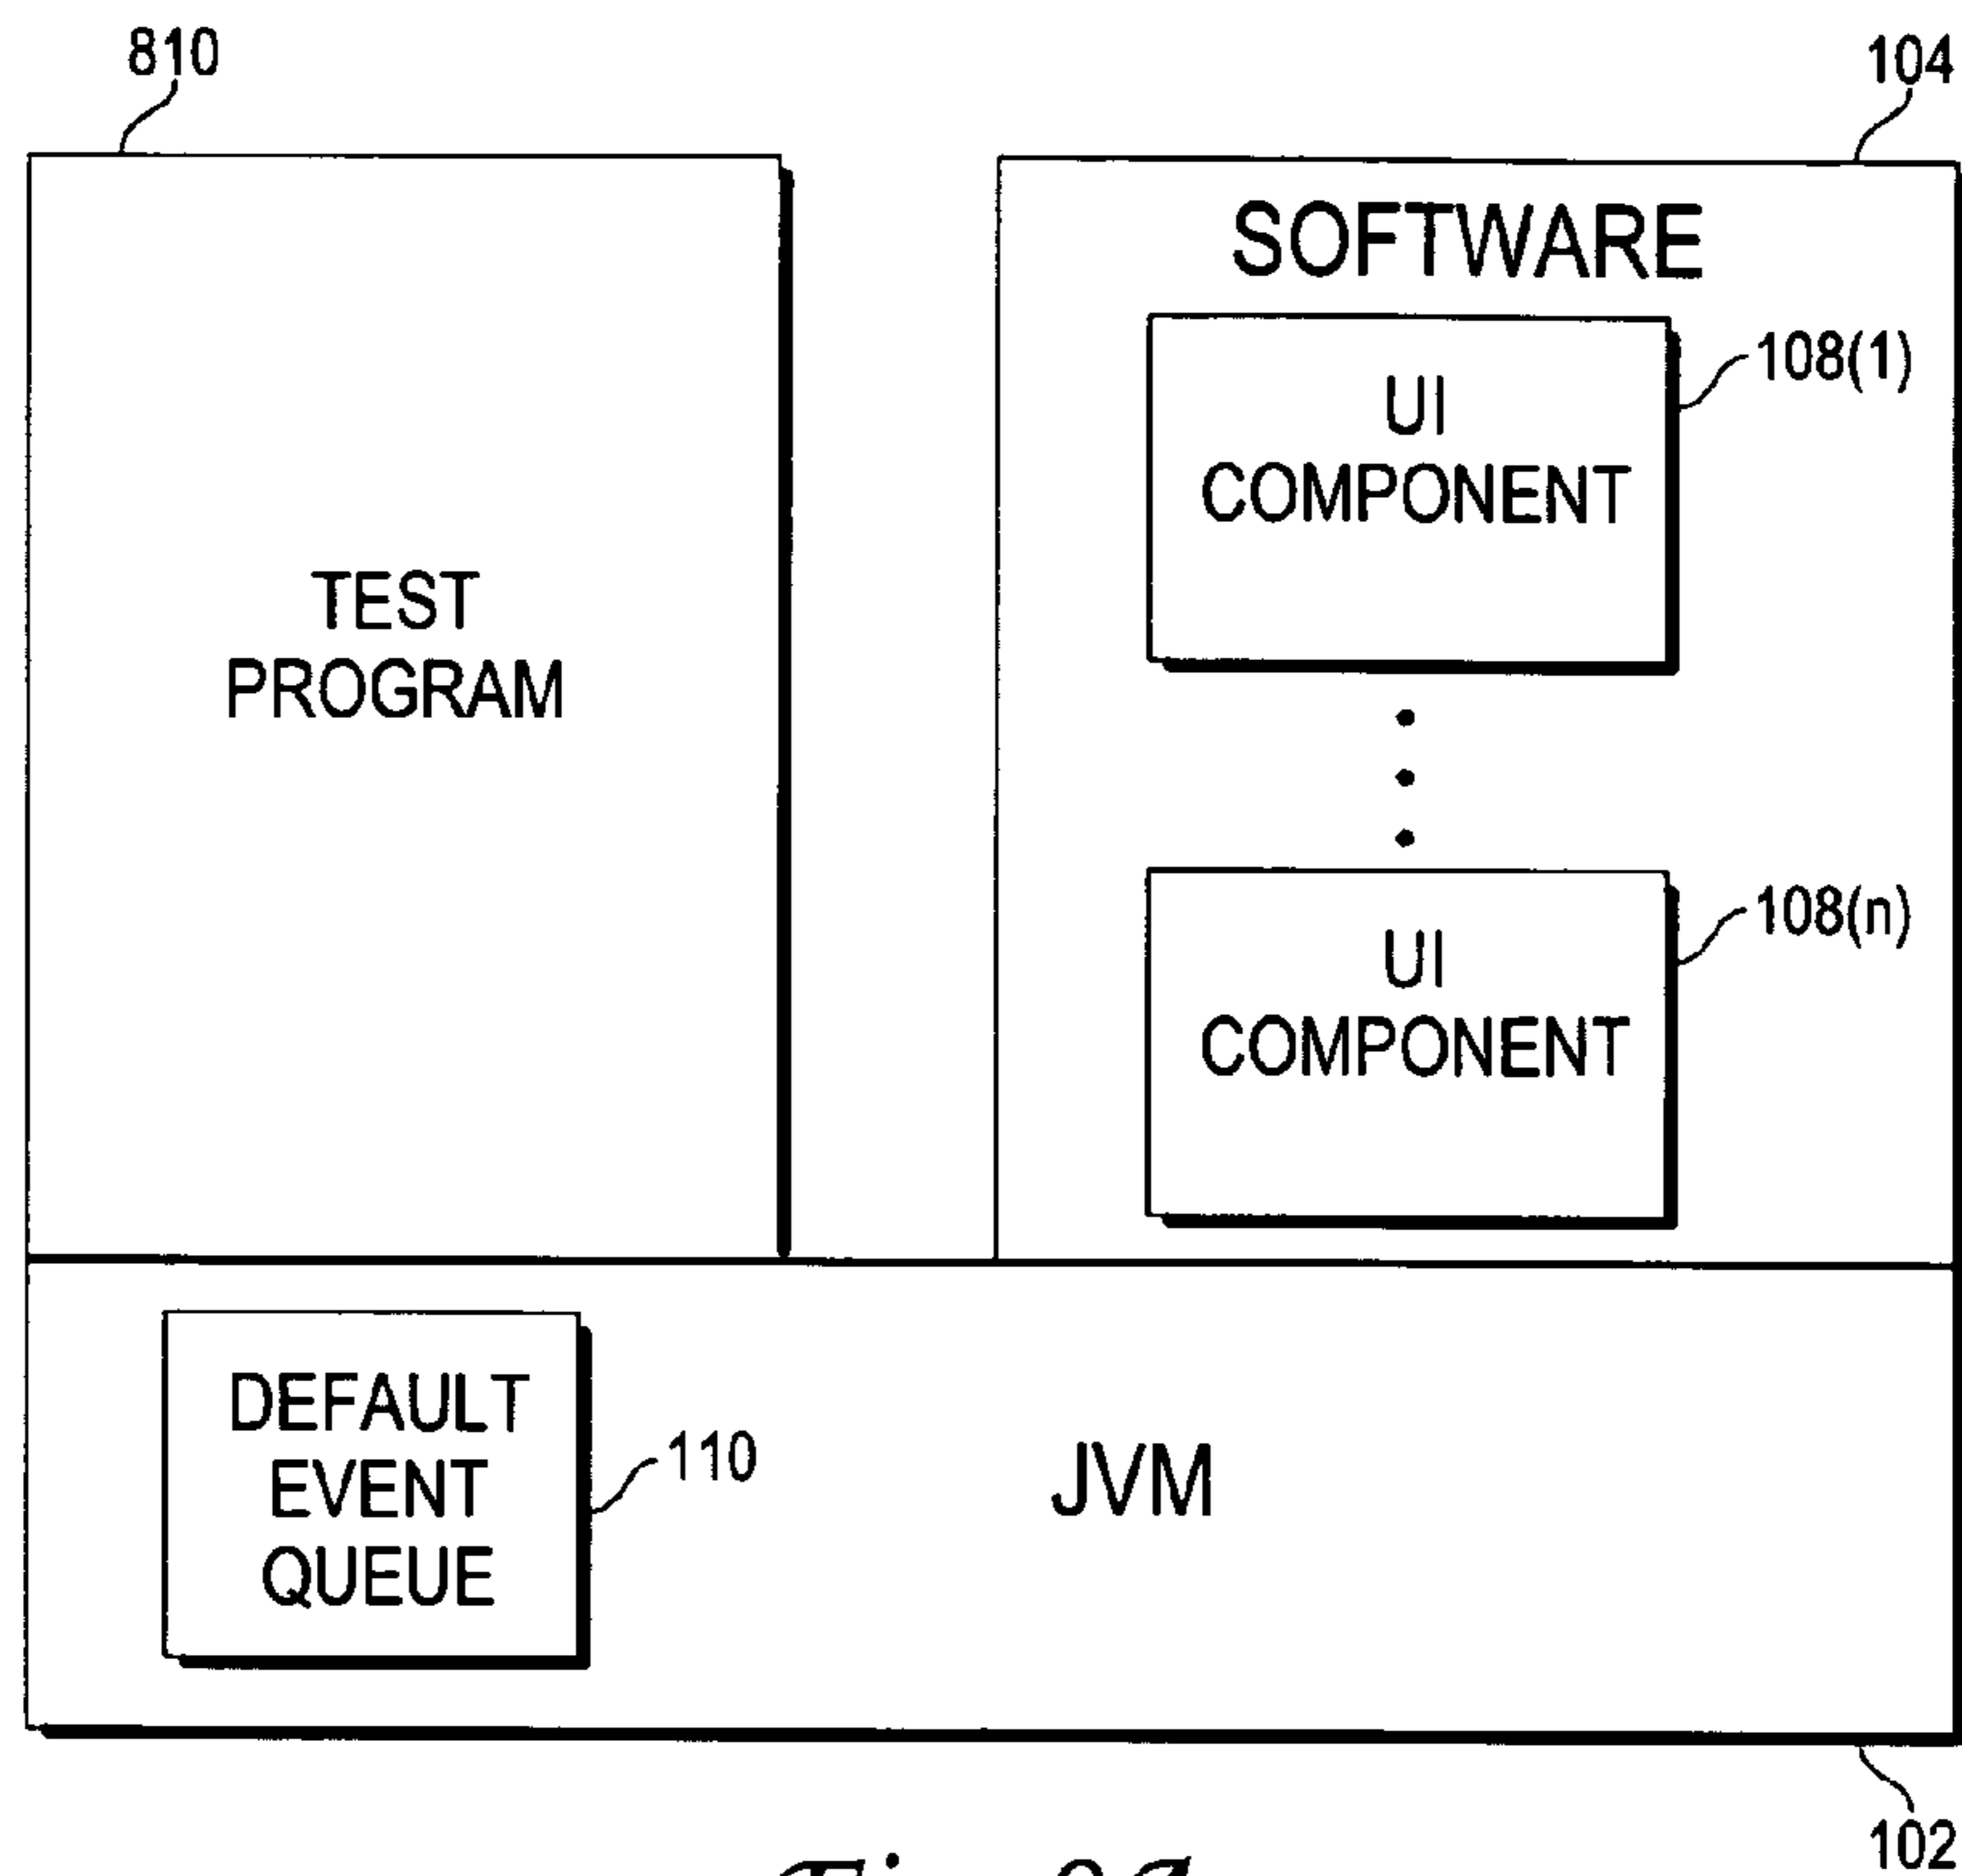 810
104
SOFTWARE
UI
COMPONENT
108(1)
TEST
PROGRAM
UI
COMPONENT
108(n)
DEFAULT
EVENT
QUEUE
110
JVM
102